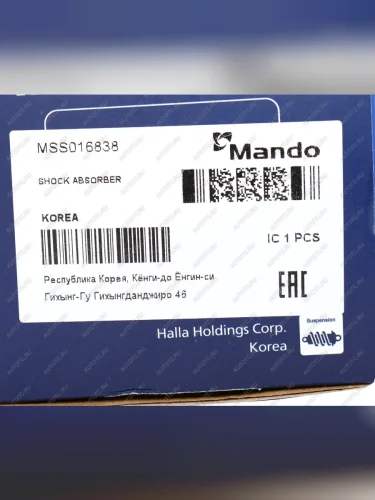 MSS016838
Mando
SHOCK ABSORBER
KOREA
IC 1 PCS
Республика Корея, Кёнги-до Ёнгин-си
Гихынг-Гу Гихынгданджиро 46
EAC
Halla Holdings Corp.
Korea
Suspension